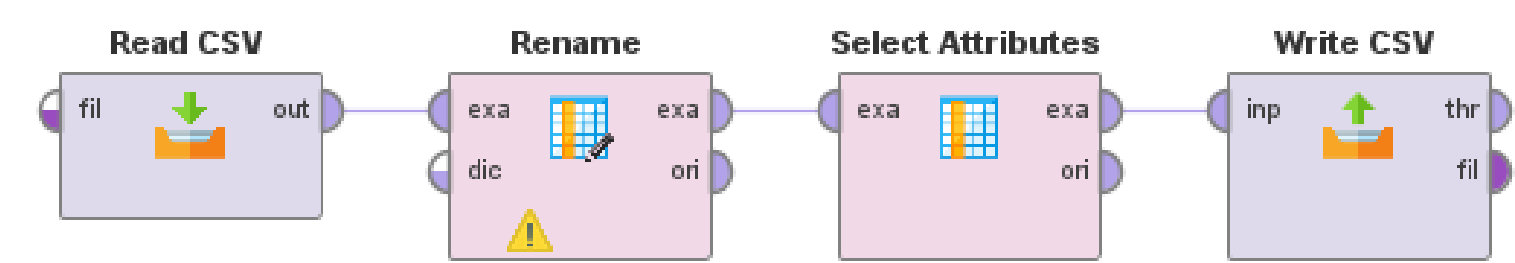 Read CSV
Rename
Select Attributes
Write CSV
fil
out
exa
exa
exa
exa
inp
thr
dic
ori
ori
fil